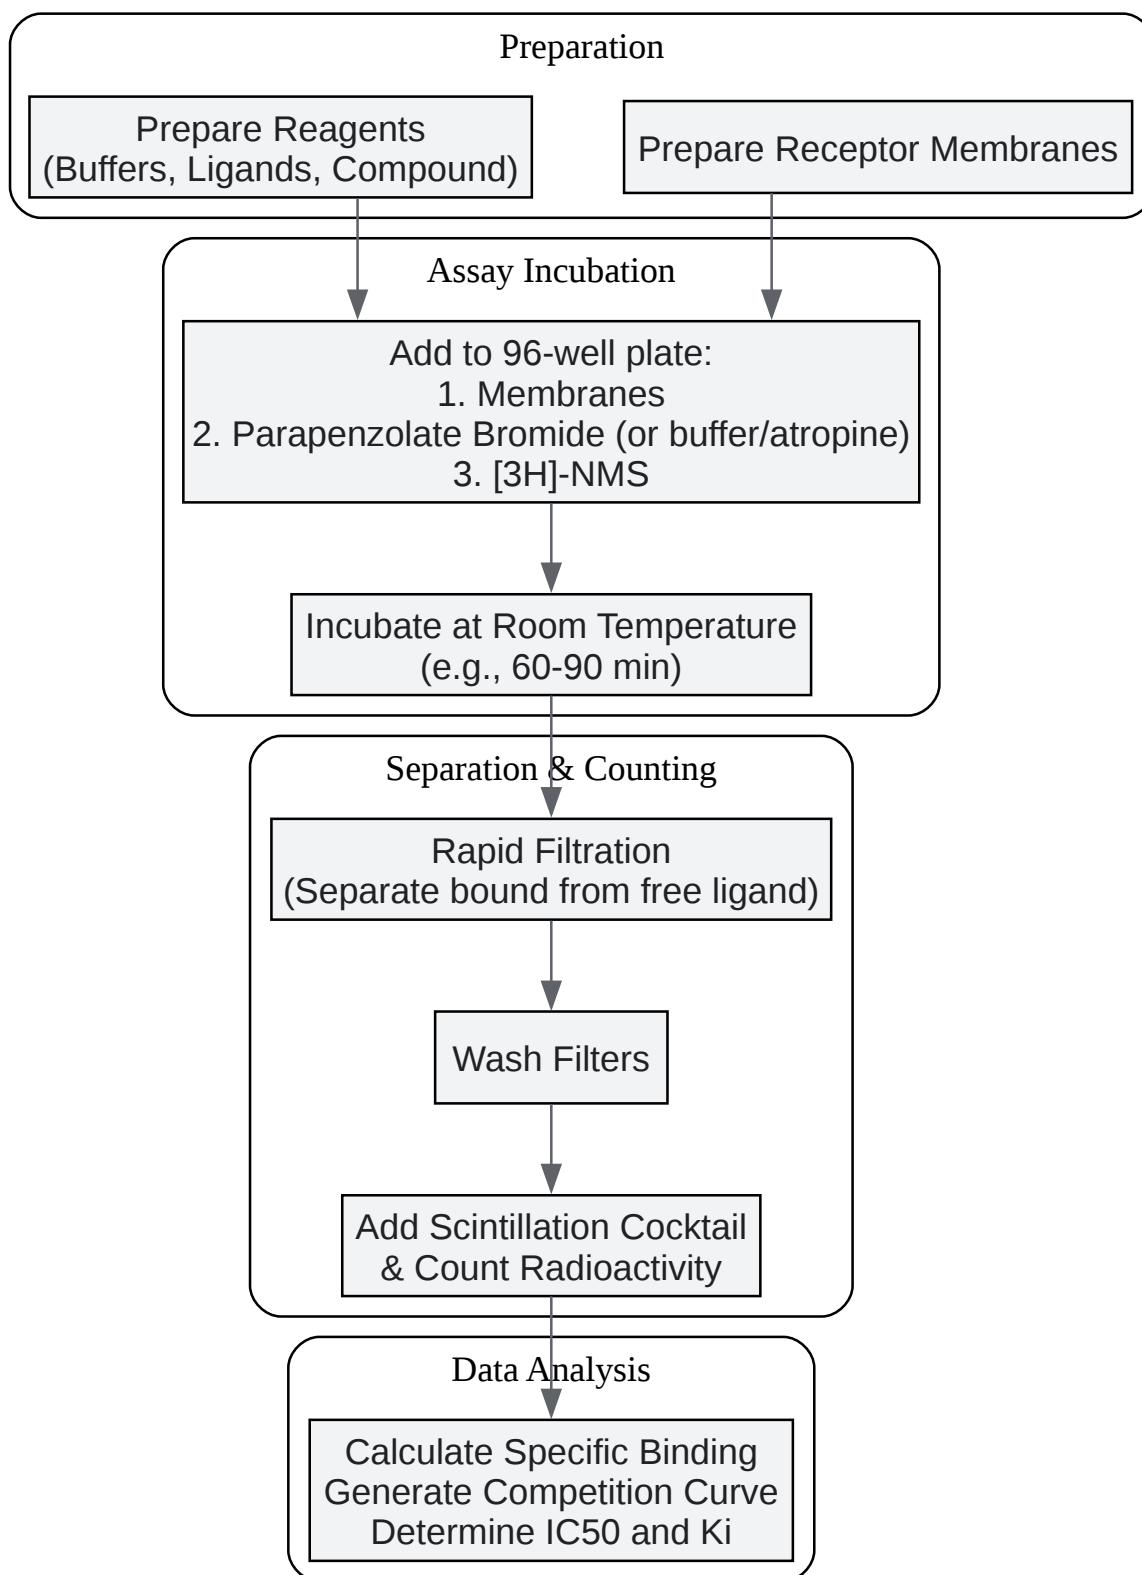 Preparation
Prepare Reagents
(Buffers, Ligands, Compound)
Prepare Receptor Membranes
Assay Incubation
Add to 96-well plate:
1. Membranes
2. Parapenzolate Bromide (or buffer/atropine)
3. [3H]-NMS
Incubate at Room Temperature
(e.g., 60-90 min)
Separation & Counting
Rapid Filtration
(Separate bound from free ligand)
Wash Filters
Add Scintillation Cocktail
& Count Radioactivity
Data Analysis
Calculate Specific Binding
Generate Competition Curve
Determine IC50 and Ki